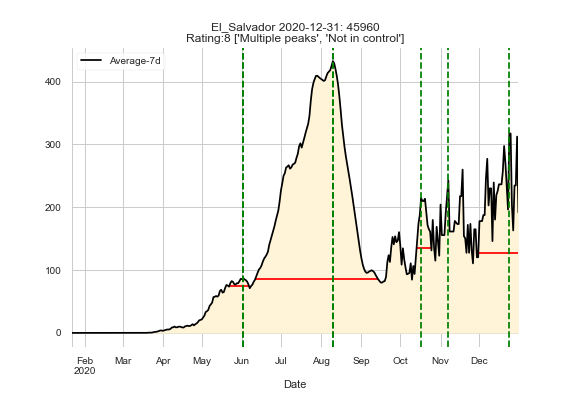 El_Salvador 2020-12-31: 45960
Rating:8 ['Multiple peaks', 'Not in control']
Average-7d
400
300
200
100
0
Feb Mar Apr May Jun Jul Aug Sep Oct Nov Dec
2020
Date